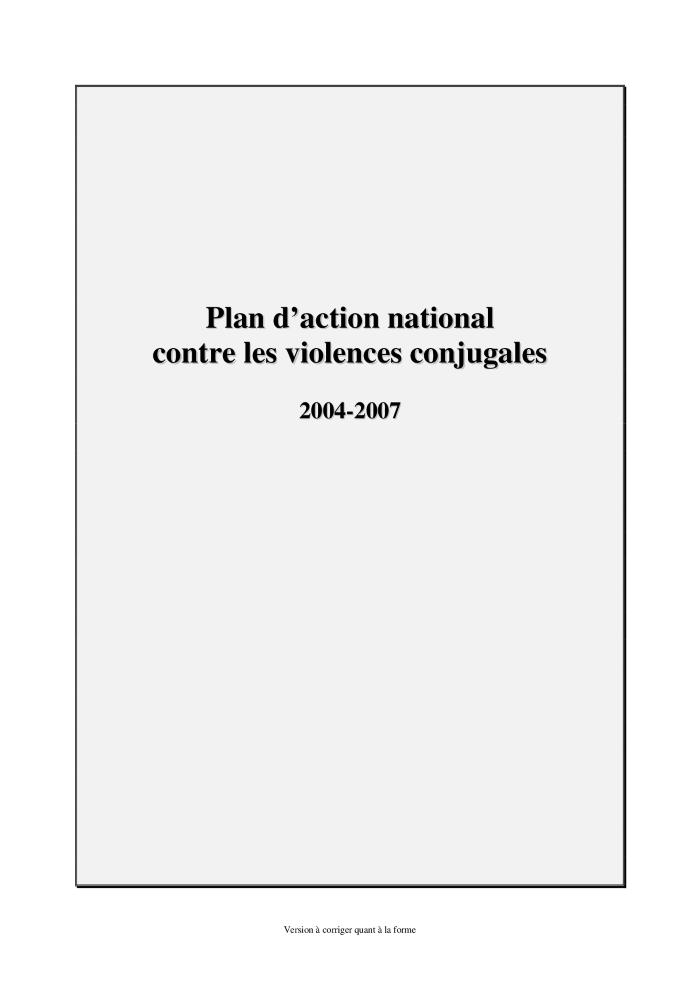 Plan d’action national
contre les violences conjugales
2004-2007
Version à corriger quant à la forme